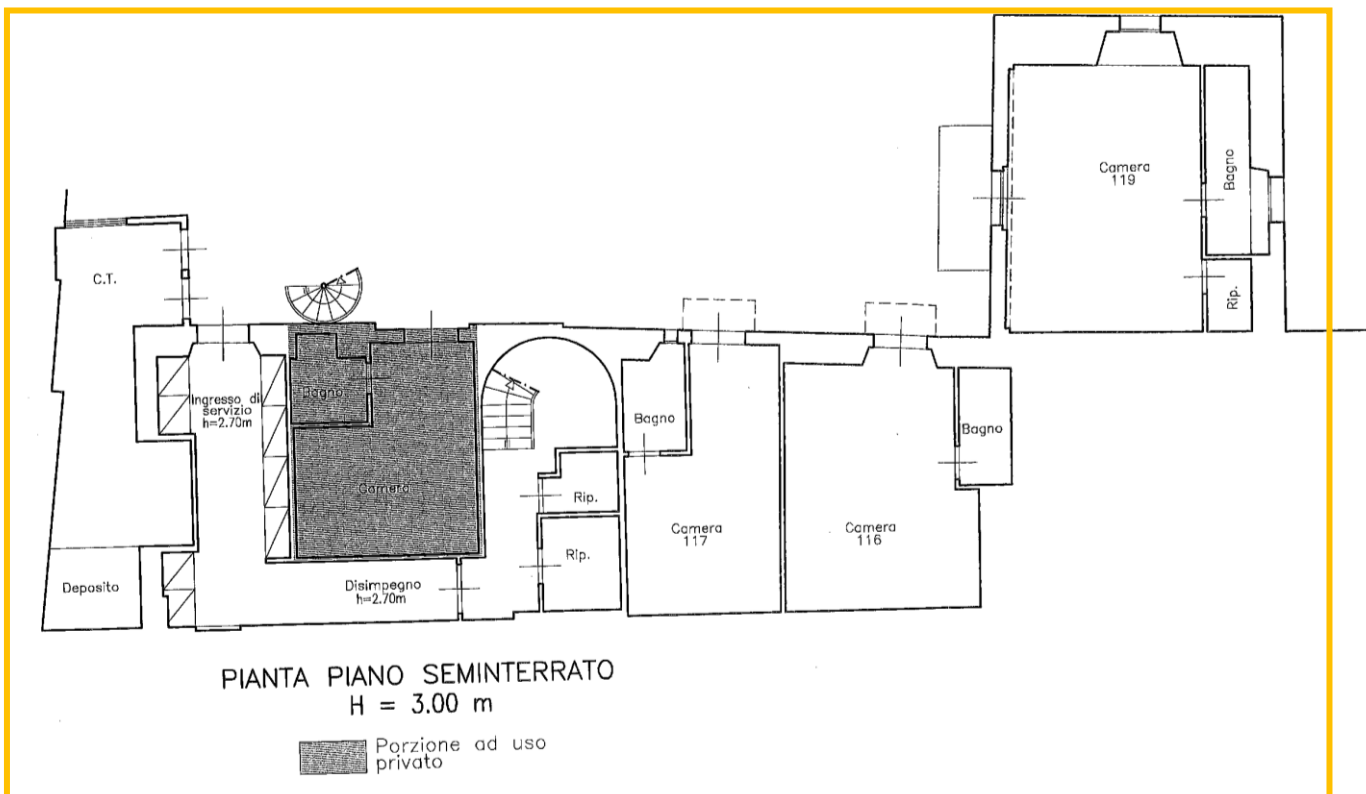 Camera
119
Bagno
Rip.
C.T.
Ingresso di
servizio
h=2.70m
Bagno
Camera
Rip.
Rip.
Bagno
Camera
117
Camera
116
Bagno
Deposito
Disimpegno
h=2.70m
PIANTA PIANO SEMINTERRATO
H = 3.00 m
Porzione ad uso
privato